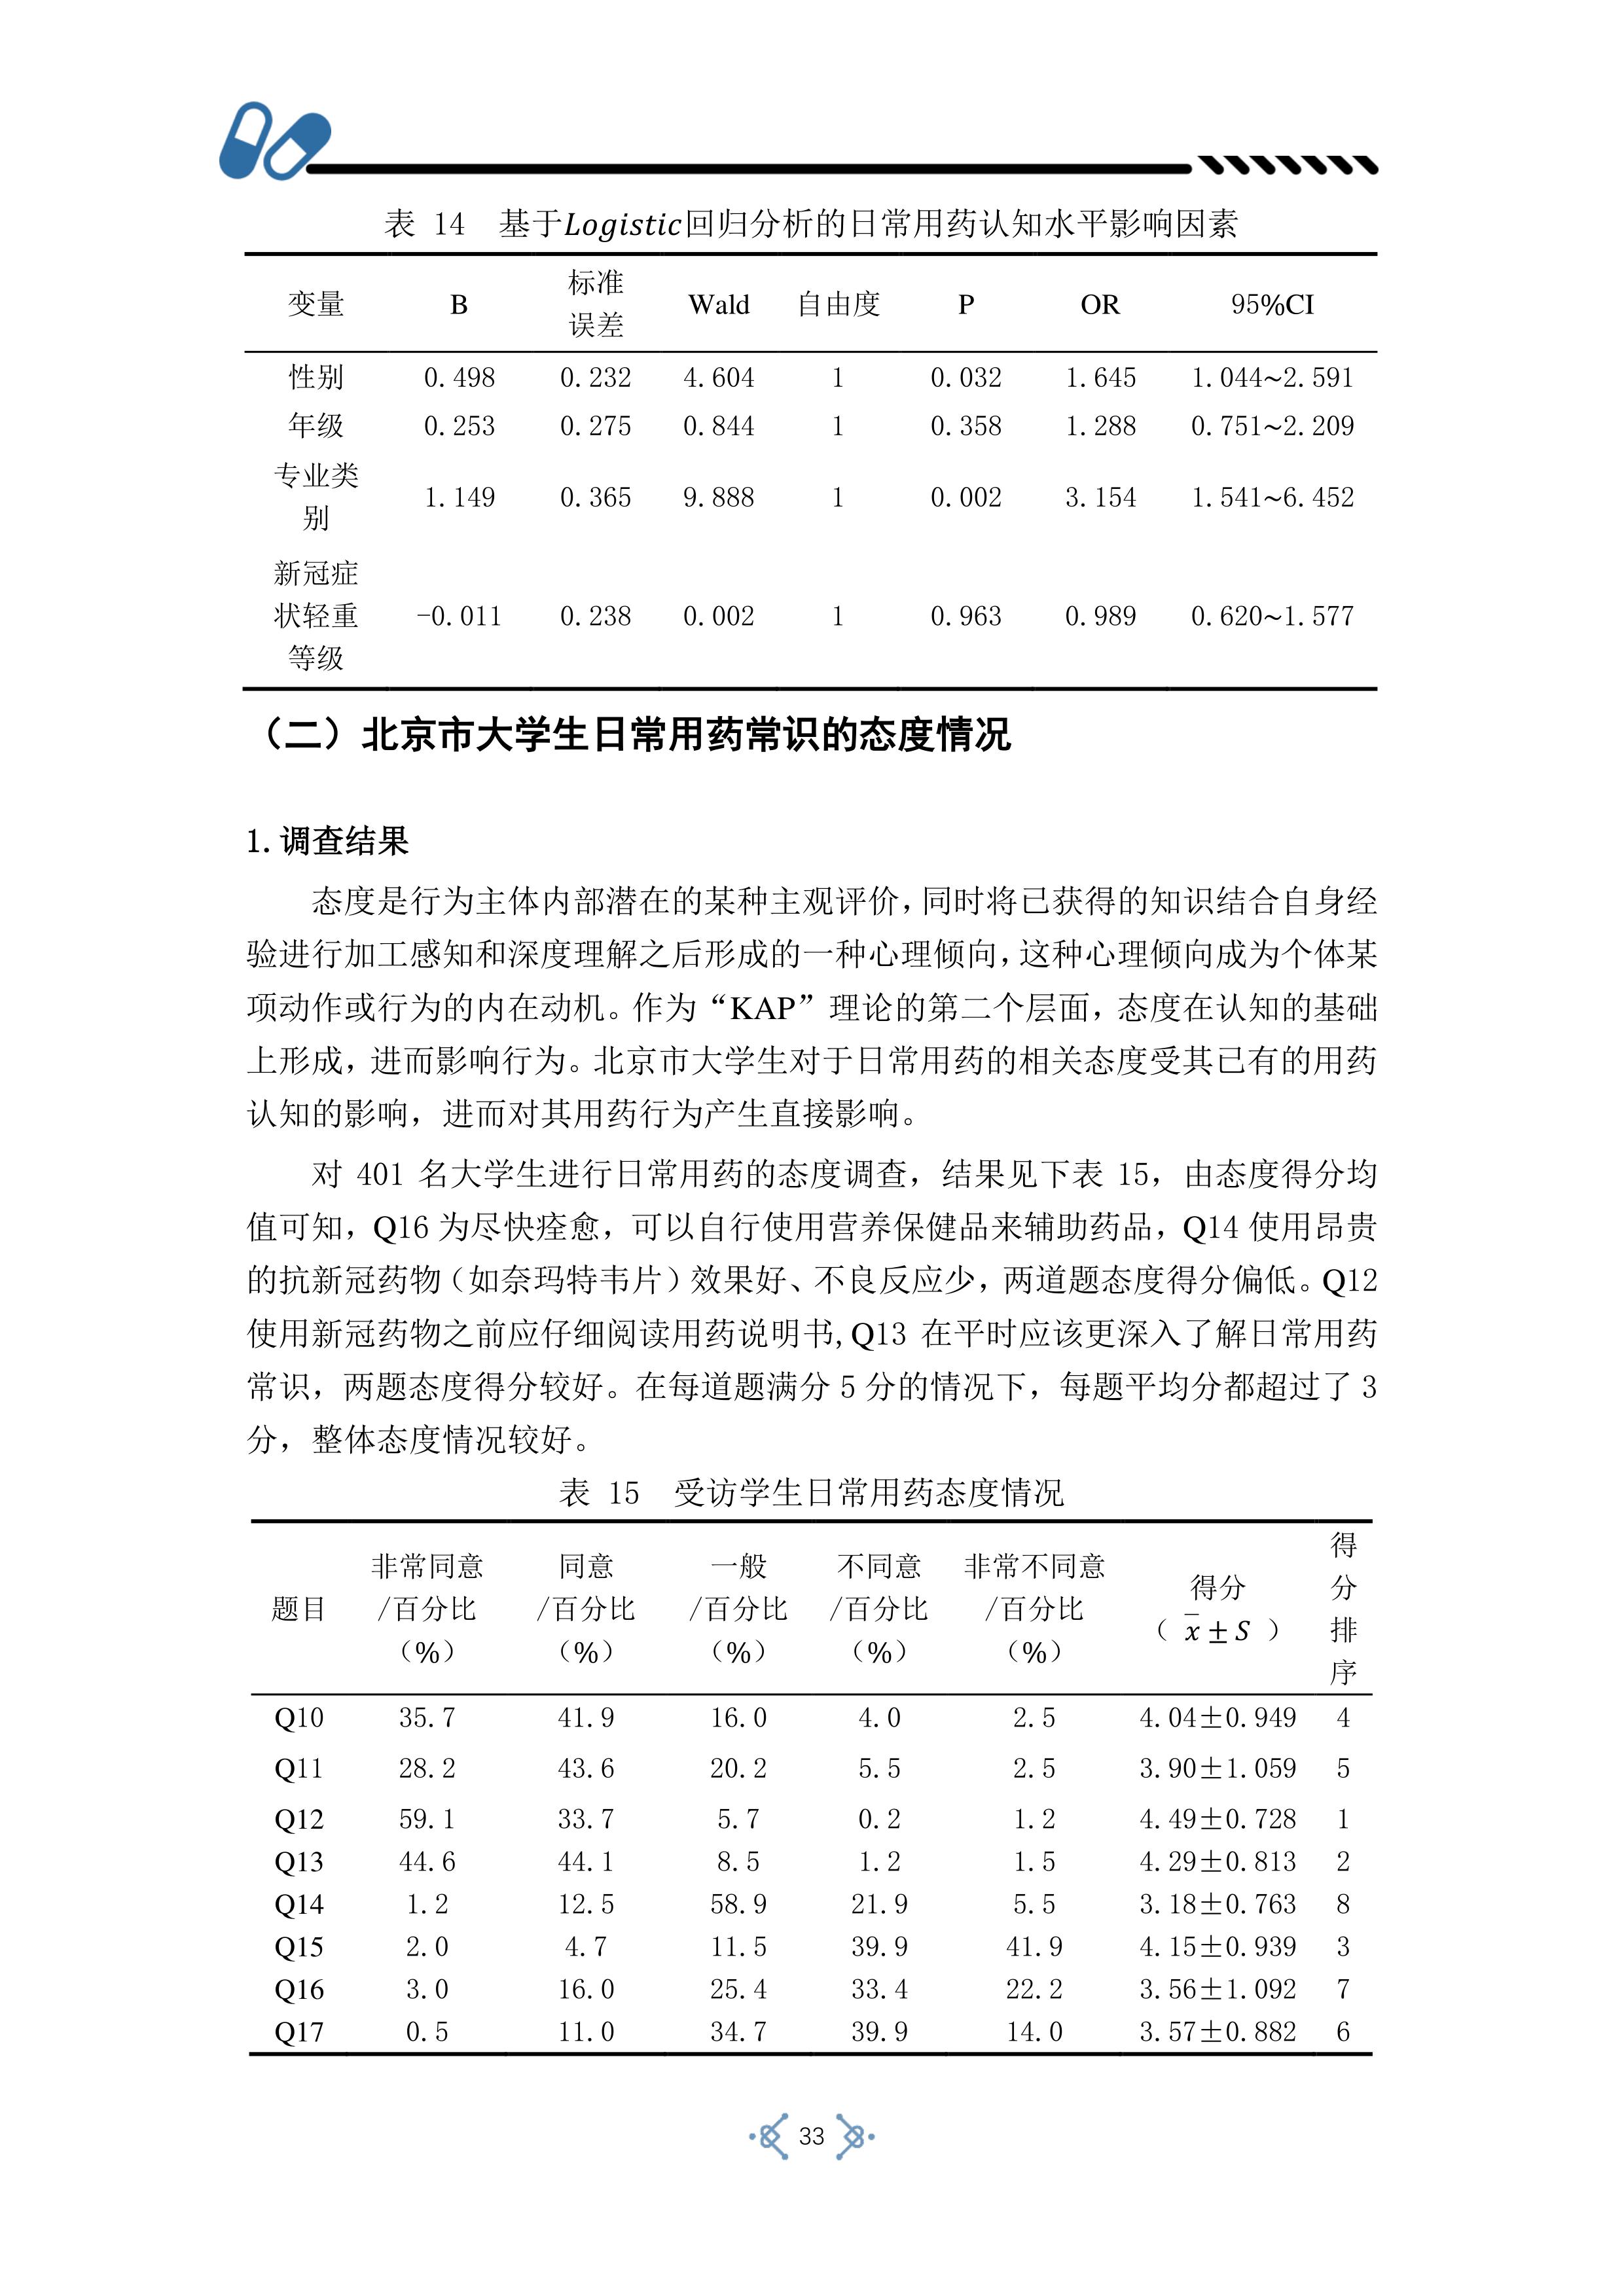 表 14 基于Logistic回归分析的日常用药认知水平影响因素
变量 B 标准误差 Wald 自由度 P OR 95%CI
性别 0.498 0.232 4.604 1 0.032 1.645 1.044~2.591
年级 0.253 0.275 0.844 1 0.358 1.288 0.751~2.209
专业类别 1.149 0.365 9.888 1 0.002 3.154 1.541~6.452
新冠症状轻重等级 -0.011 0.238 0.002 1 0.963 0.989 0.620~1.577
（二）北京市大学生日常用药常识的态度情况
1.调查结果
态度是行为主体内部潜在的某种主观评价，同时将已获得的知识结合自身经
验进行加工感知和深度理解之后形成的一种心理倾向，这种心理倾向成为个体某
项动作或行为的内在动机。作为“KAP”理论的第二个层面，态度在认知的基础
上形成，进而影响行为。北京市大学生对于日常用药的相关态度受其已有的用药
认知的影响，进而对其用药行为产生直接影响。
对 401 名大学生进行日常用药的态度调查，结果见下表 15，由态度得分均
值可知，Q16 为尽快痊愈，可以自行使用营养保健品来辅助药品，Q14 使用昂贵
的抗新冠药物（如奈玛特韦片）效果好、不良反应少，两道题态度得分偏低。Q12
使用新冠药物之前应仔细阅读用药说明书,Q13 在平时应该更深入了解日常用药
常识，两题态度得分较好。在每道题满分 5 分的情况下，每题平均分都超过了 3
分，整体态度情况较好。
表 15 受访学生日常用药态度情况
题目 非常同意/百分比（%） 同意/百分比（%） 一般/百分比（%） 不同意/百分比（%） 非常不同意/百分比（%） 得分（x̅±S） 得分排序
Q10 35.7 41.9 16.0 4.0 2.5 4.04±0.949 4
Q11 28.2 43.6 20.2 5.5 2.5 3.90±1.059 5
Q12 59.1 33.7 5.7 0.2 1.2 4.49±0.728 1
Q13 44.6 44.1 8.5 1.2 1.5 4.29±0.813 2
Q14 1.2 12.5 58.9 21.9 5.5 3.18±0.763 8
Q15 2.0 4.7 11.5 39.9 41.9 4.15±0.939 3
Q16 3.0 16.0 25.4 33.4 22.2 3.56±1.092 7
Q17 0.5 11.0 34.7 39.9 14.0 3.57±0.882 6
33